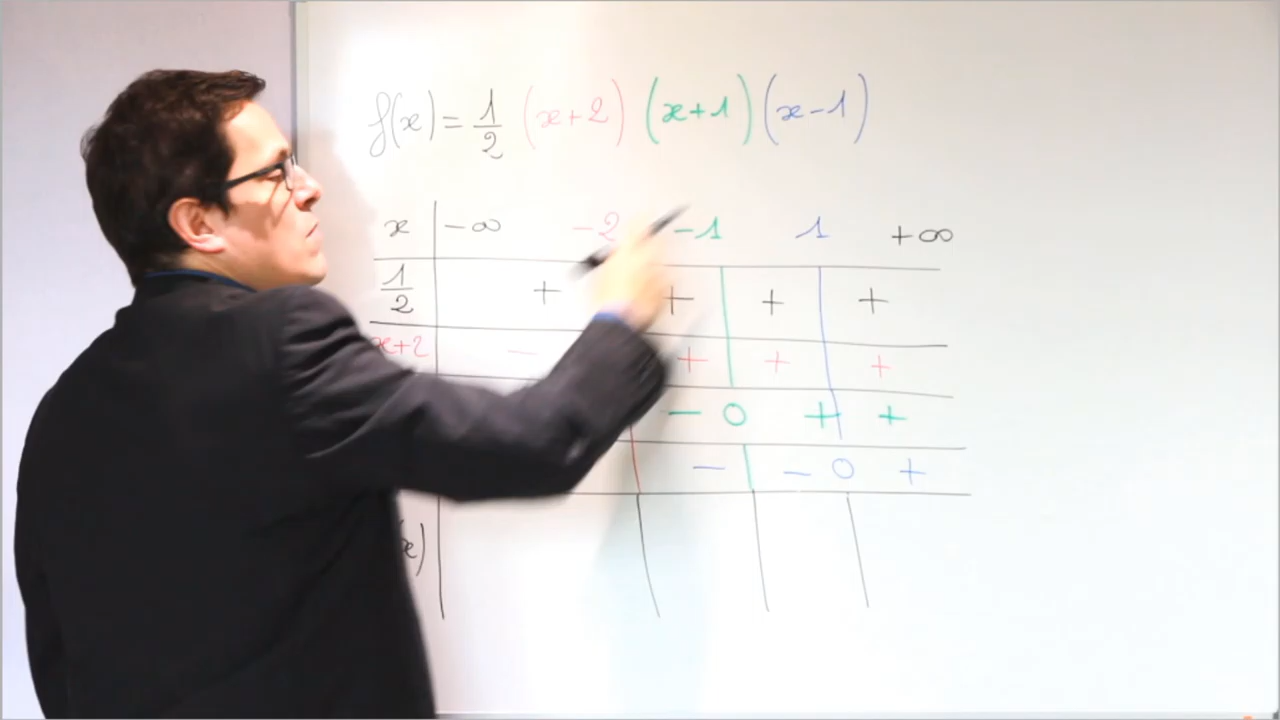 f(x) = 1/2 (x+2) (x+1) (x-1)
x -∞ -2 -1 1 +∞
1/2 + + + +
x+2 - + + +
- 0 + +
- - 0 +
x)